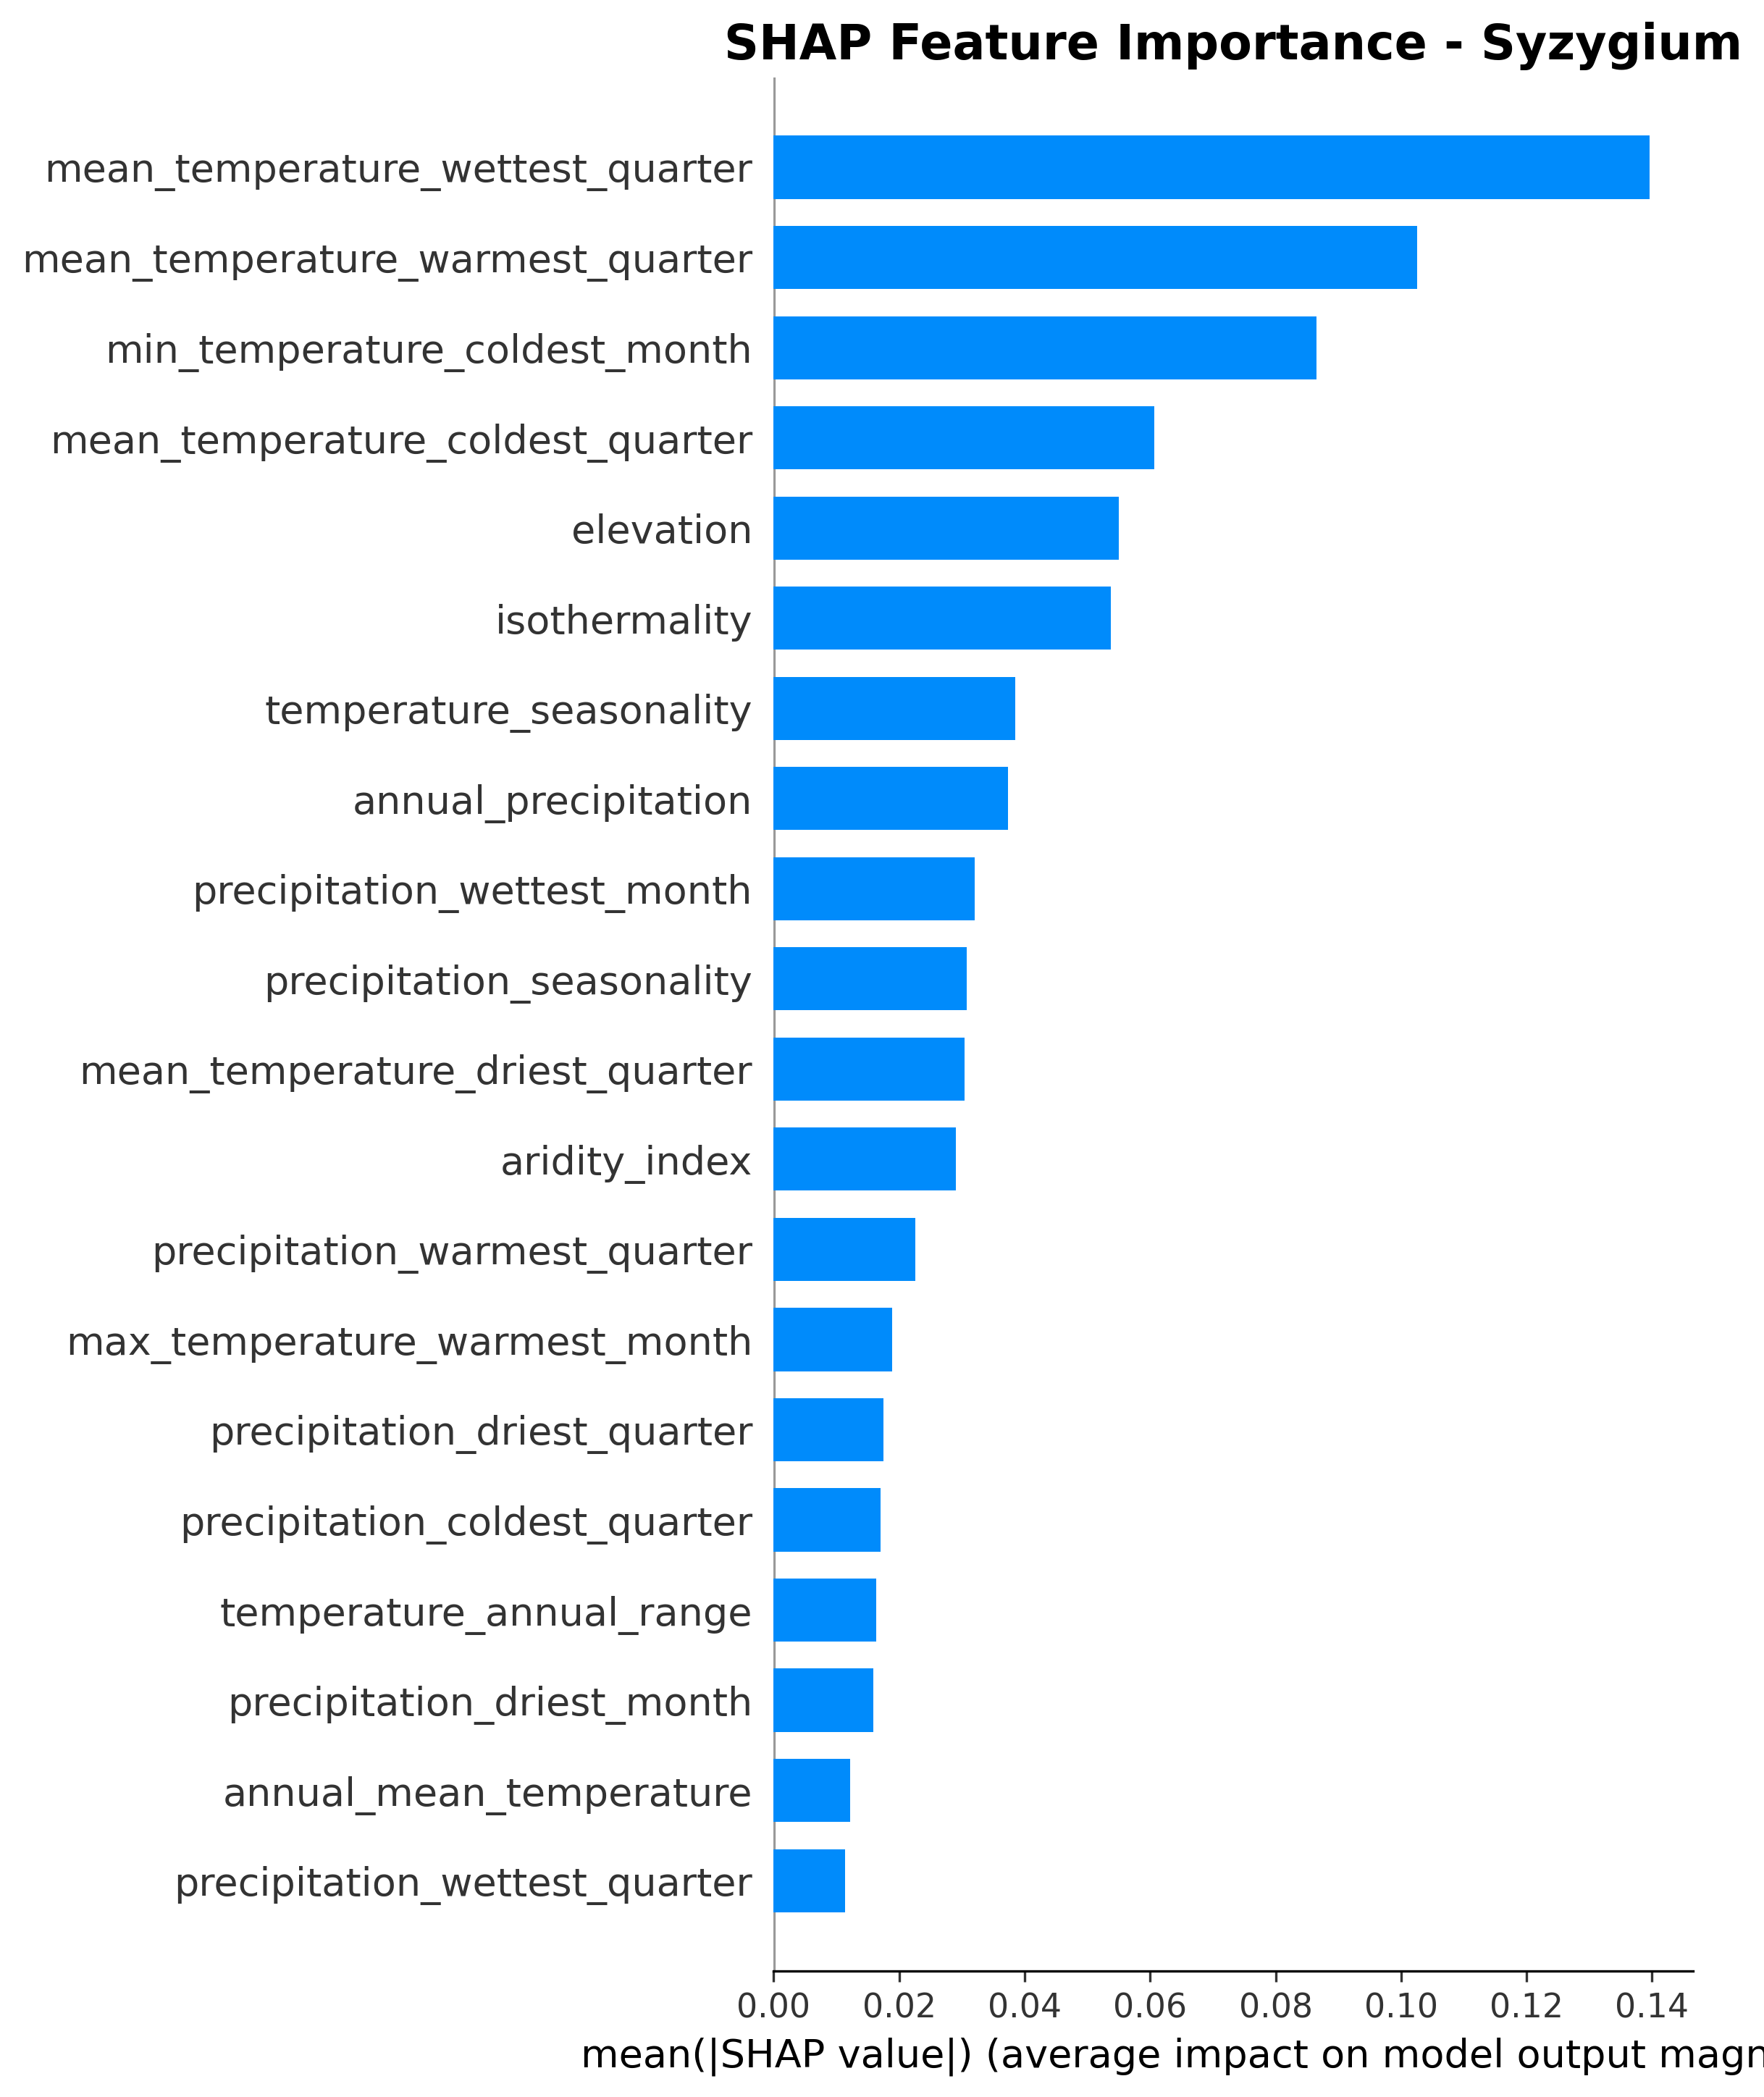 SHAP Feature Importance - Syzygium
mean_temperature_wettest_quarter
mean_temperature_warmest_quarter
min_temperature_coldest_month
mean_temperature_coldest_quarter
elevation
isothermality
temperature_seasonality
annual_precipitation
precipitation_wettest_month
precipitation_seasonality
mean_temperature_driest_quarter
aridity_index
precipitation_warmest_quarter
max_temperature_warmest_month
precipitation_driest_quarter
precipitation_coldest_quarter
temperature_annual_range
precipitation_driest_month
annual_mean_temperature
precipitation_wettest_quarter
0.00 0.02 0.04 0.06 0.08 0.10 0.12 0.14
mean(|SHAP value|) (average impact on model output magn